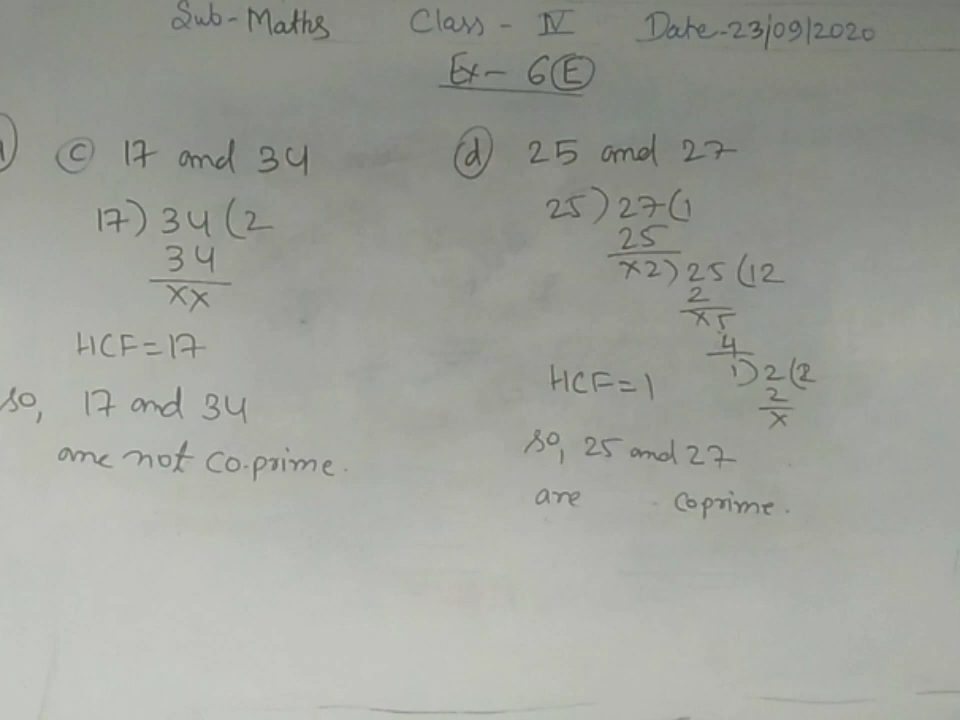 Sub-Maths Class - IV Date-23/09/2020
Ex- 6(E)
1) (c) 17 and 34
17) 34 (2
34
xx
HCF=17
so, 17 and 34
are not co-prime.
(d) 25 and 27
25) 27 (1
25
x2) 25 (12
2
x5
4
1) 2 (2
2
x
HCF=1
so, 25 and 27
are coprime.